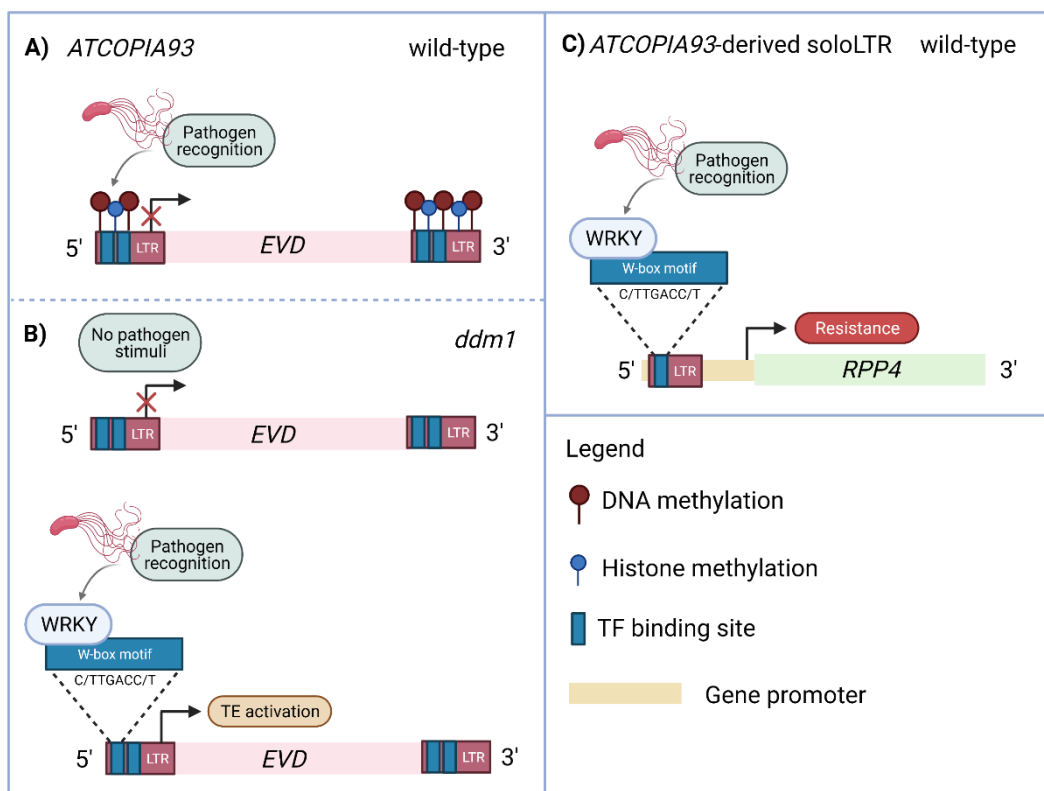 A) ATCOPIA93 wild-type
Pathogen
recognition
5' LTR EVD LTR 3'
B) ddm1
No pathogen
stimuli
5' LTR EVD LTR 3'
Pathogen
recognition
WRKY
W-box motif
C/TTGACC/T
TE activation
5' LTR EVD LTR 3'
C) ATCOPIA93-derived soloLTR wild-type
Pathogen
recognition
WRKY
W-box motif
C/TTGACC/T
Resistance
5' LTR RPP4 3'
Legend
DNA methylation
Histone methylation
TF binding site
Gene promoter